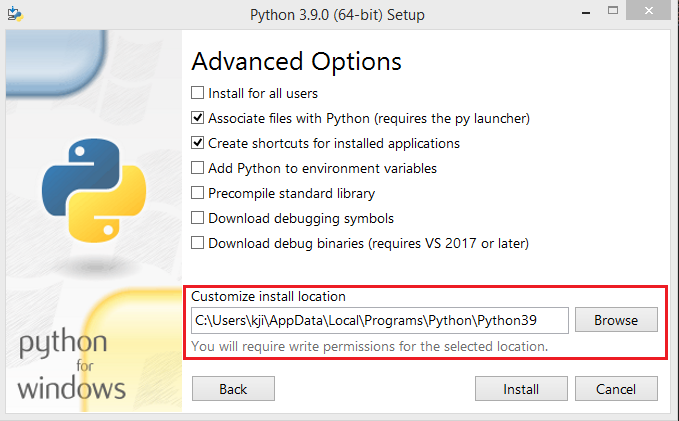 Python 3.9.0 (64-bit) Setup
Advanced Options
Install for all users
Associate files with Python (requires the py launcher)
Create shortcuts for installed applications
Add Python to environment variables
Precompile standard library
Download debugging symbols
Download debug binaries (requires VS 2017 or later)
Customize install location
C:\Users\kji\AppData\Local\Programs\Python\Python39
Browse
You will require write permissions for the selected location.
python
for
windows
Back
Install
Cancel